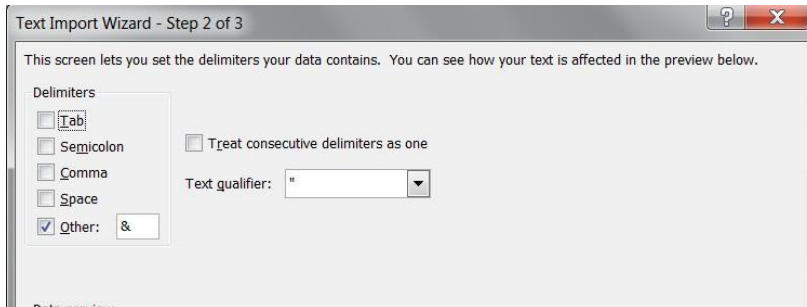 Text Import Wizard - Step 2 of 3
This screen lets you set the delimiters your data contains. You can see how your text is affected in the preview below.
Delimiters
Tab
Semicolon
Treat consecutive delimiters as one
Comma
Text qualifier: "
Space
Other: &
Data preview